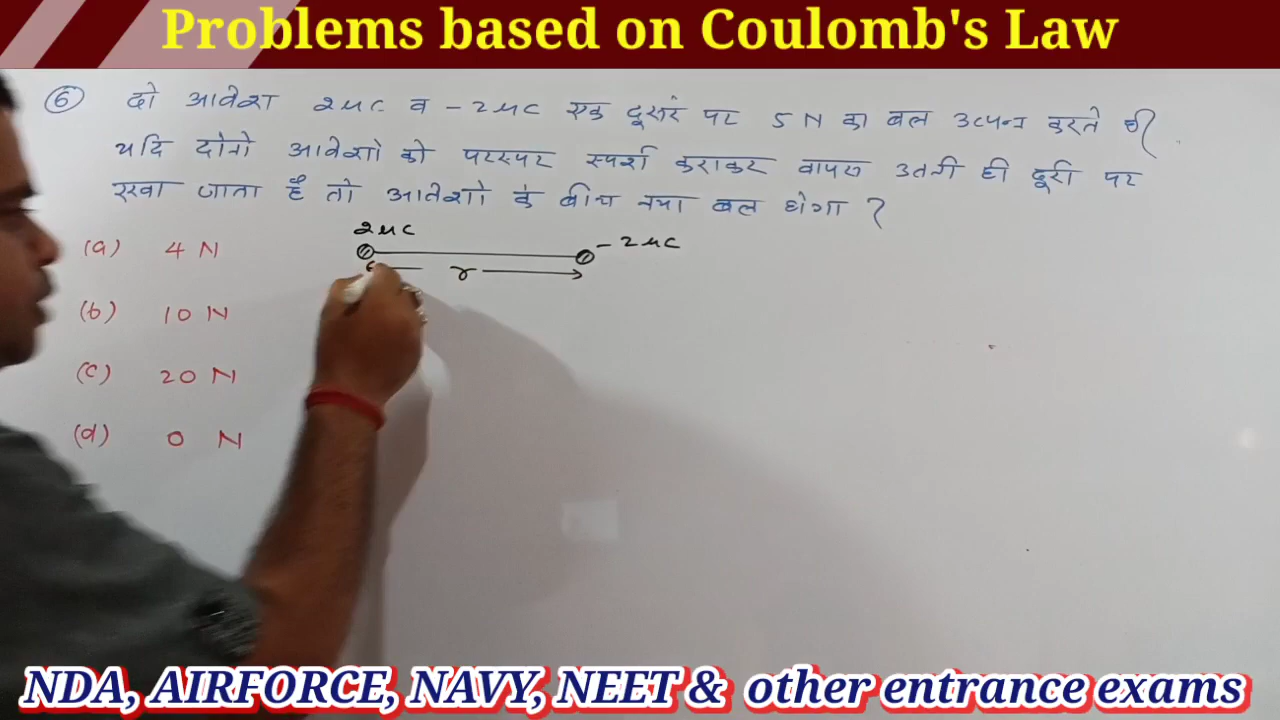 Problems based on Coulomb's Law
⑥ दो आवेश 2μC व -2μC एक दूसरे पर 5 N का बल उत्पन्न करते हैं
यदि दोनो आवेशो को परस्पर स्पर्श कराकर वापस उतनी ही दूरी पर
रखा जाता है तो आवेशो के बीच नया बल होगा ?
2μC
-2μC
r
(a) 4 N
(b) 10 N
(c) 20 N
(d) 0 N
NDA, AIRFORCE, NAVY, NEET & other entrance exams